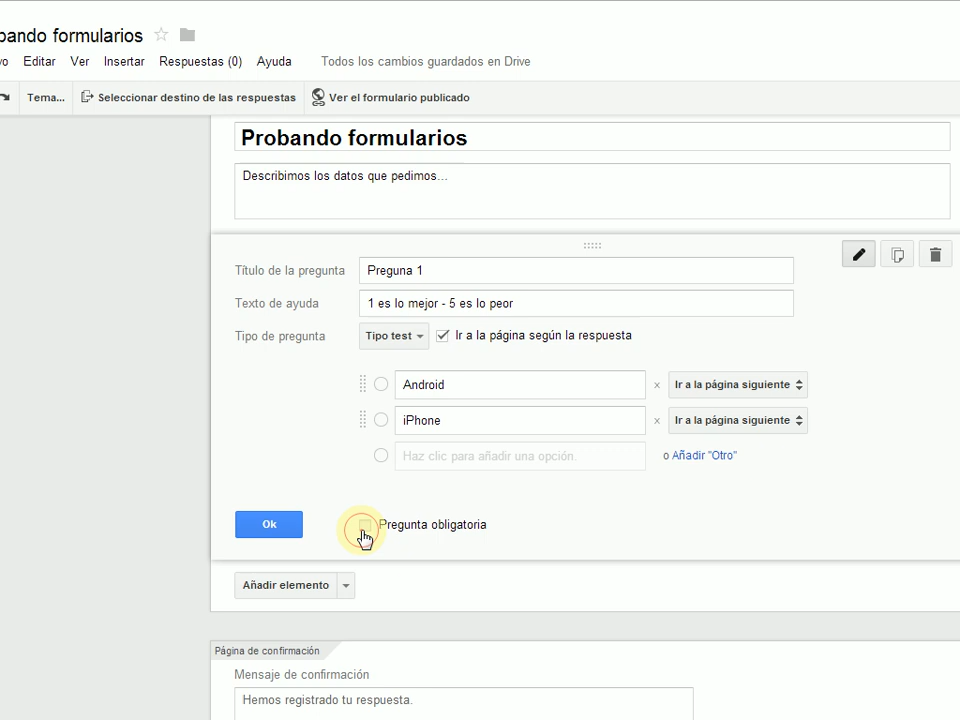 bando formularios
vo Editar Ver Insertar Respuestas (0) Ayuda Todos los cambios guardados en Drive
Tema... Seleccionar destino de las respuestas Ver el formulario publicado
Probando formularios
Describimos los datos que pedimos...
Título de la pregunta Preguna 1
Texto de ayuda 1 es lo mejor - 5 es lo peor
Tipo de pregunta Tipo test Ir a la página según la respuesta
Android x Ir a la página siguiente
iPhone x Ir a la página siguiente
Haz clic para añadir una opción. o Añadir "Otro"
Ok Pregunta obligatoria
Añadir elemento
Página de confirmación
Mensaje de confirmación
Hemos registrado tu respuesta.